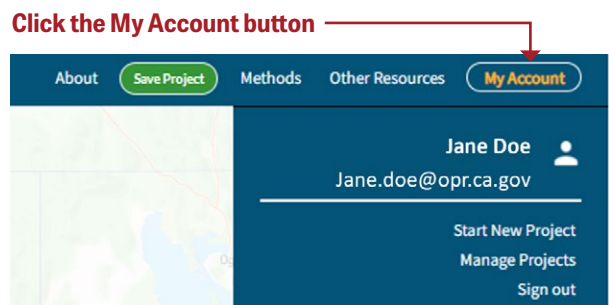 Click the My Account button
About Save Project Methods Other Resources My Account
Jane Doe
Jane.doe@opr.ca.gov
Start New Project
Manage Projects
Sign out